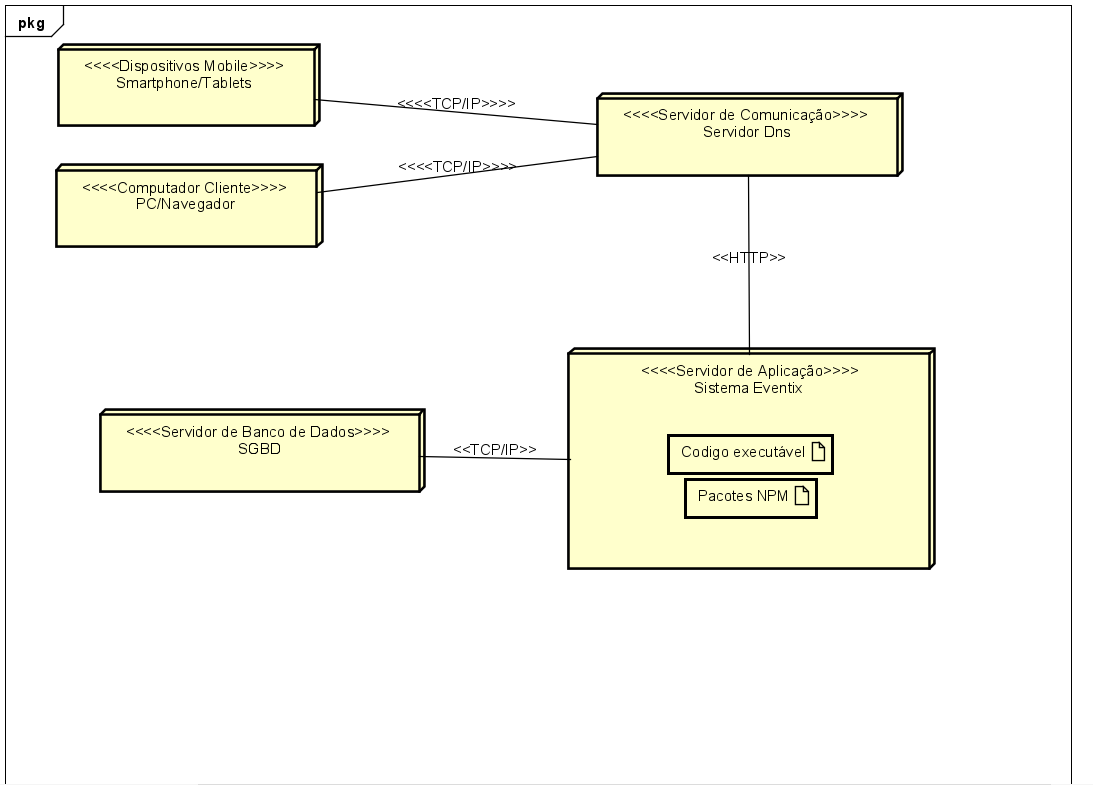 pkg
<<<<Dispositivos Mobile>>>>
Smartphone/Tablets
<<<<TCP/IP>>>>
<<<<Servidor de Comunicação>>>>
Servidor Dns
<<<<Computador Cliente>>>>
PC/Navegador
<<<<TCP/IP>>>>
<<HTTP>>
<<<<Servidor de Aplicação>>>>
Sistema Eventix
<<<<Servidor de Banco de Dados>>>>
SGBD
<<TCP/IP>>
Codigo executável
Pacotes NPM